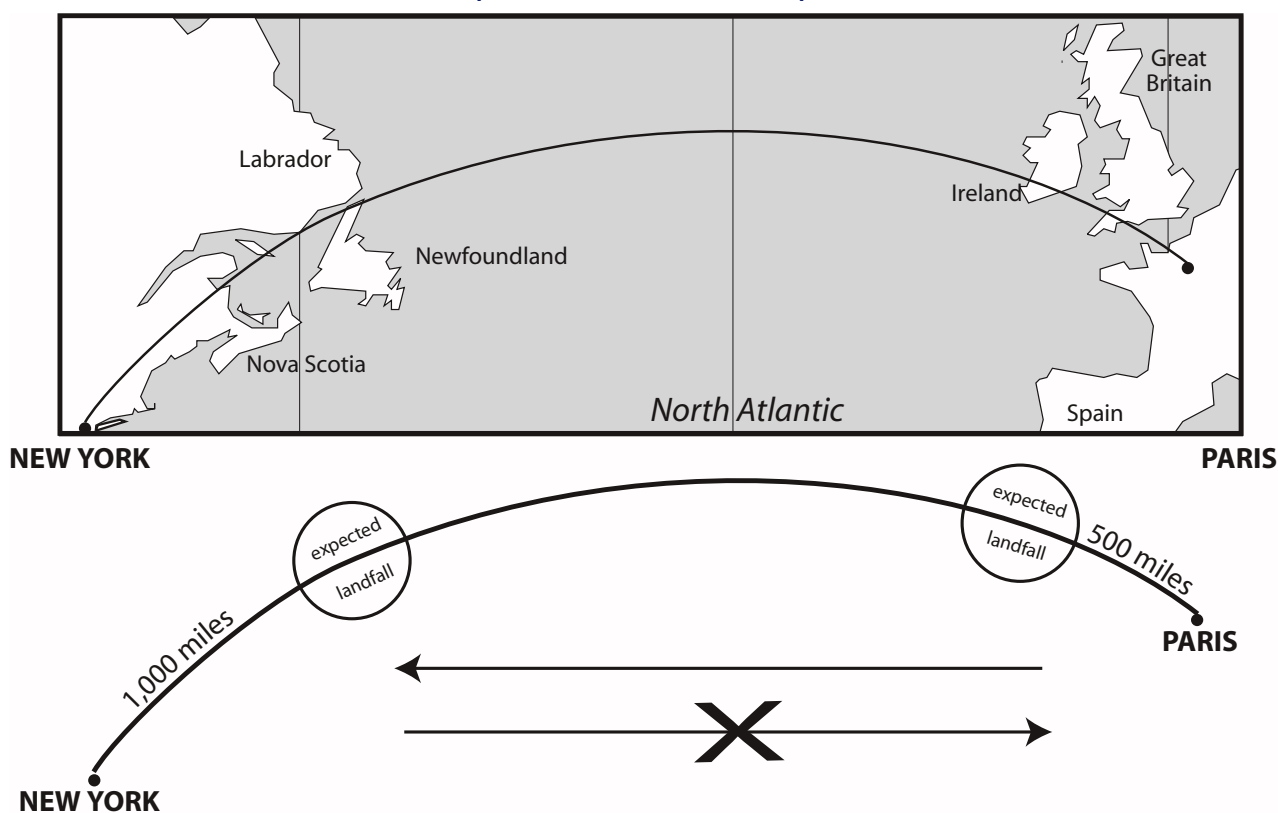 Great
Britain
Labrador
Ireland
Newfoundland
Nova Scotia
North Atlantic
Spain
NEW YORK
PARIS
expected
landfall
expected
landfall
500 miles
1,000 miles
PARIS
NEW YORK